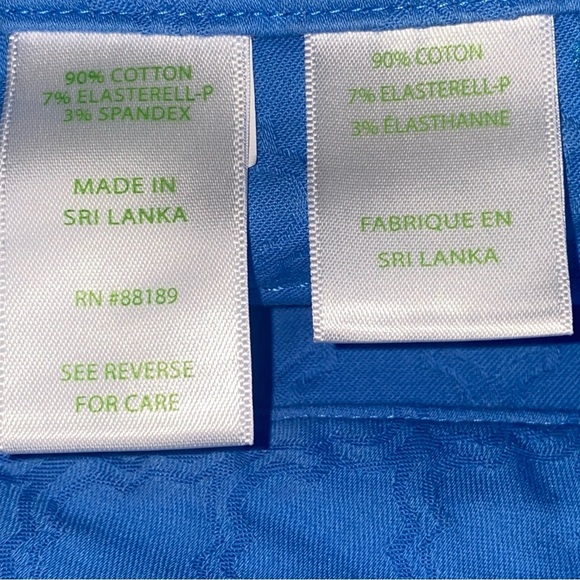 90% COTTON
7% ELASTERELL-P
3% SPANDEX
MADE IN
SRI LANKA
RN #88189
SEE REVERSE
FOR CARE
90% COTON
7% ELASTERELL-P
3% ÉLASTHANNE
FABRIQUE EN
SRI LANKA